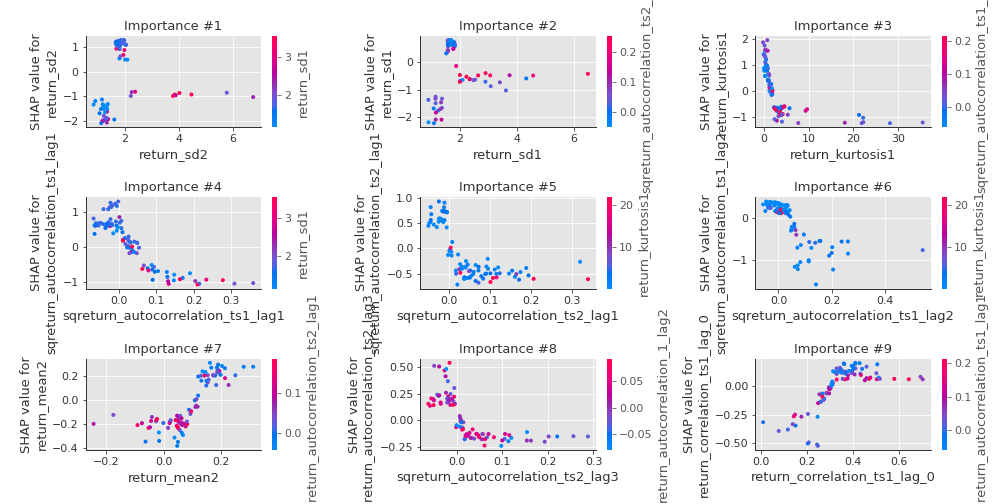 Importance #1
Importance #2
Importance #3
SHAP value for
return_sd2
1
0
−1
−2
2
4
6
return_sd2
3
2
return_sd1
SHAP value for
return_sd1
0
−1
−2
2
4
6
return_sd1
0.2
0.1
0.0
sqreturn_autocorrelation_ts2_
SHAP value for
return_kurtosis1
2
1
0
−1
0
10
20
30
return_kurtosis1
0.2
0.1
0.0
sqreturn_autocorrelation_ts1_
Importance #4
Importance #5
Importance #6
SHAP value for
sqreturn_autocorrelation_ts1_lag1
1
0
−1
0.0
0.1
0.2
0.3
sqreturn_autocorrelation_ts1_lag1
3
2
return_sd1
SHAP value for
sqreturn_autocorrelation_ts2_lag1
1.0
0.5
0.0
−0.5
0.0
0.1
0.2
0.3
sqreturn_autocorrelation_ts2_lag1
20
10
return_kurtosis1
SHAP value for
sqreturn_autocorrelation_ts1_lag2
0
−1
0.0
0.2
0.4
sqreturn_autocorrelation_ts1_lag2
20
10
return_kurtosis1
Importance #7
Importance #8
Importance #9
SHAP value for
return_mean2
0.2
0.0
−0.2
−0.4
−0.2
0.0
0.2
return_mean2
0.1
0.0
return_autocorrelation_ts2_lag1
SHAP value for
sqreturn_autocorrelation_ts2_lag3
0.50
0.25
0.00
−0.25
0.0
0.1
0.2
0.3
sqreturn_autocorrelation_ts2_lag3
0.05
0.00
−0.05
return_autocorrelation_1_lag2
SHAP value for
return_correlation_ts1_lag_0
0.00
−0.25
−0.50
0.0
0.2
0.4
0.6
return_correlation_ts1_lag_0
0.2
0.1
0.0
return_autocorrelation_ts1_lag1